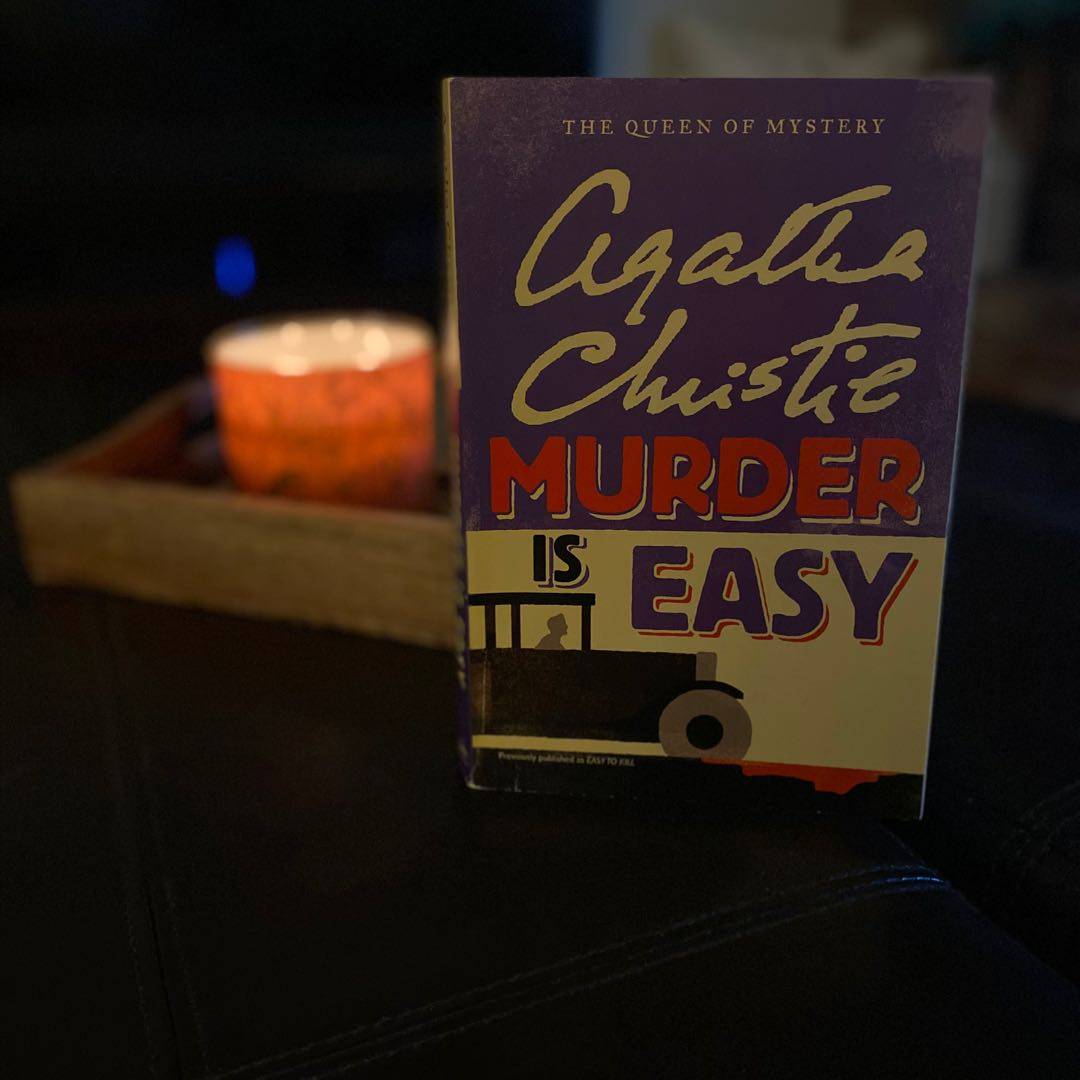 THE QUEEN OF MYSTERY
Agatha
Christie
MURDER
IS EASY
Previously published as EASY TO KILL